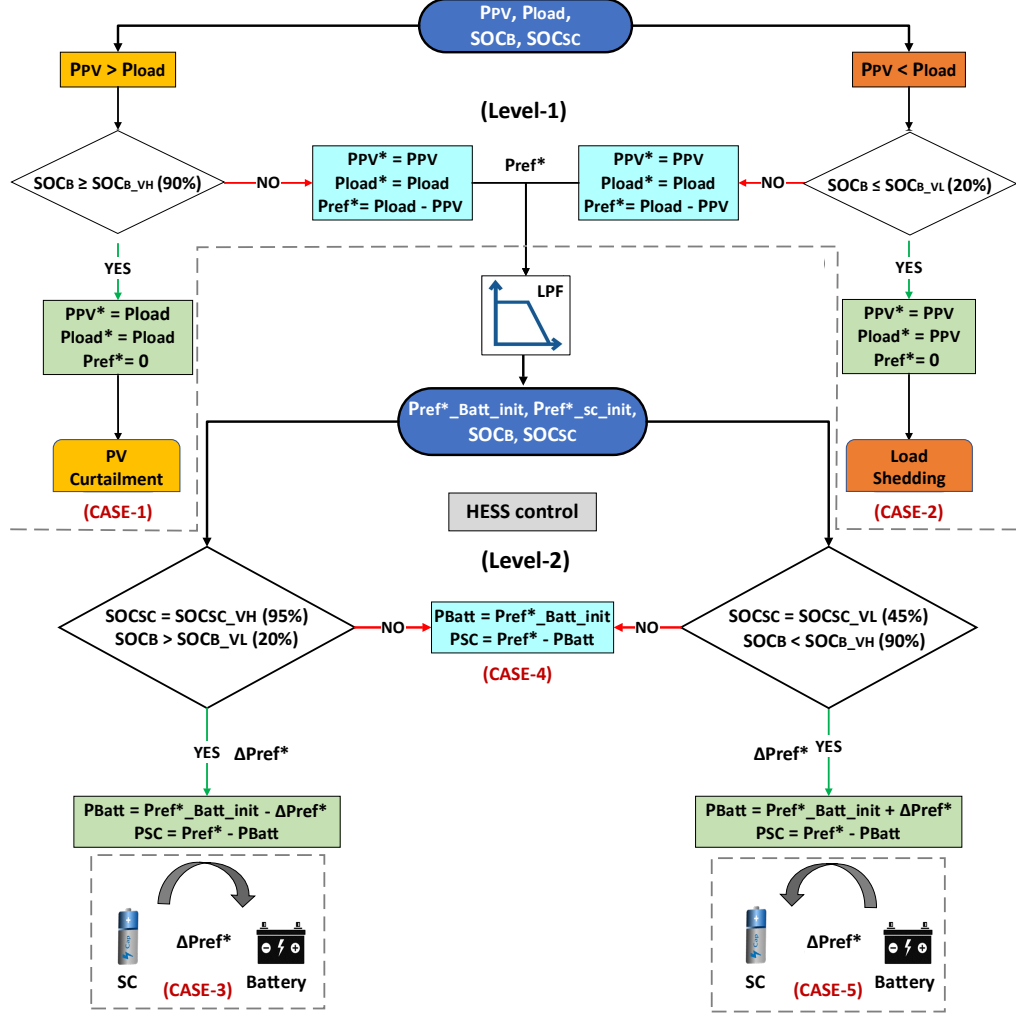 PPV, Pload,
SOCB, SOCSC
PPV > Pload
PPV < Pload
(Level-1)
SOCB ≥ SOCB_VH (90%)
NO
PPV* = PPV
Pload* = Pload
Pref*= Pload - PPV
Pref*
PPV* = PPV
Pload* = Pload
Pref*= Pload - PPV
NO
SOCB ≤ SOCB_VL (20%)
YES
YES
PPV* = Pload
Pload* = Pload
Pref*= 0
LPF
PPV* = PPV
Pload* = PPV
Pref*= 0
Pref*_Batt_init, Pref*_sc_init,
SOCB, SOCSC
PV
Curtailment
(CASE-1)
Load
Shedding
(CASE-2)
HESS control
(Level-2)
SOCSC = SOCSC_VH (95%)
SOCB > SOCB_VL (20%)
NO
PBatt = Pref*_Batt_init
PSC = Pref* - PBatt
(CASE-4)
NO
SOCSC = SOCSC_VL (45%)
SOCB < SOCB_VH (90%)
YES ΔPref*
ΔPref* YES
PBatt = Pref*_Batt_init - ΔPref*
PSC = Pref* - PBatt
PBatt = Pref*_Batt_init + ΔPref*
PSC = Pref* - PBatt
Cap
ΔPref*
SC
Battery
(CASE-3)
Cap
ΔPref*
SC
Battery
(CASE-5)